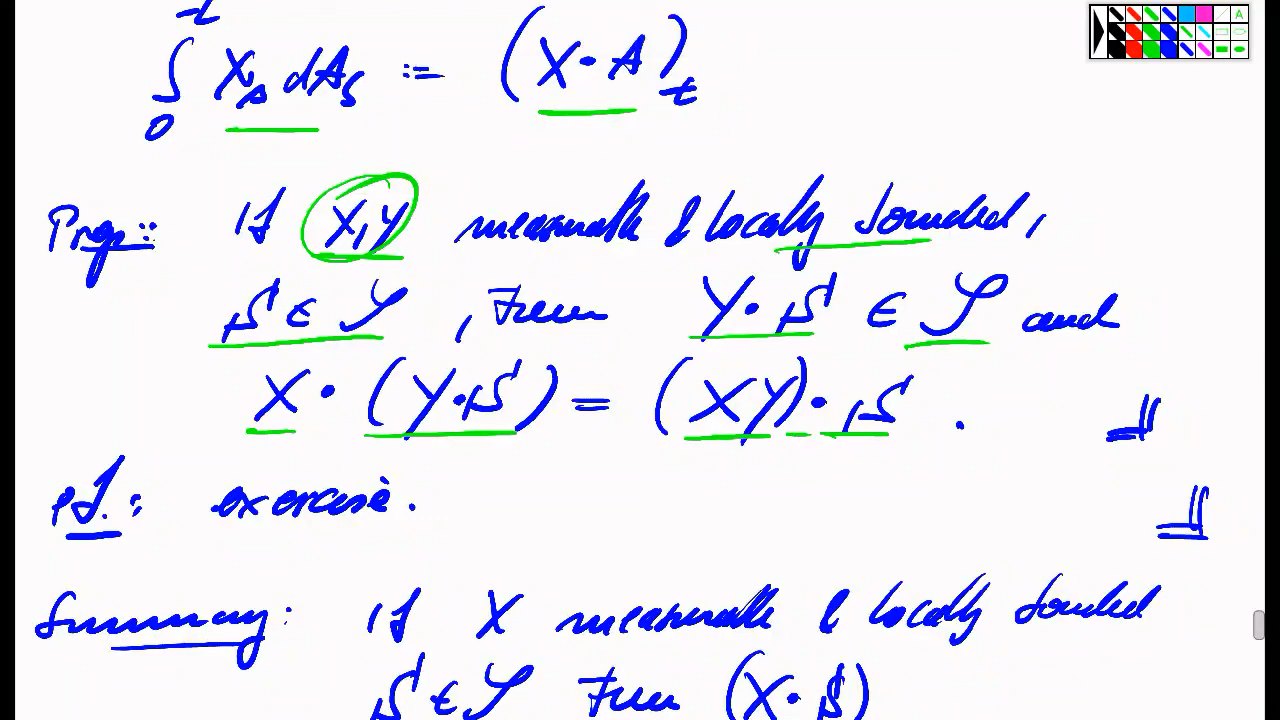 ∫₀ᵗ X_s dA_s := (X • A)_t
Prop.: If X, Y measurable & locally bounded,
S ∈ 𝒮, then Y • S ∈ 𝒮 and
X • (Y • S) = (XY) • S .
Pf.: exercise.
Summary: If X measurable & locally bounded
S ∈ 𝒮 then (X • S)